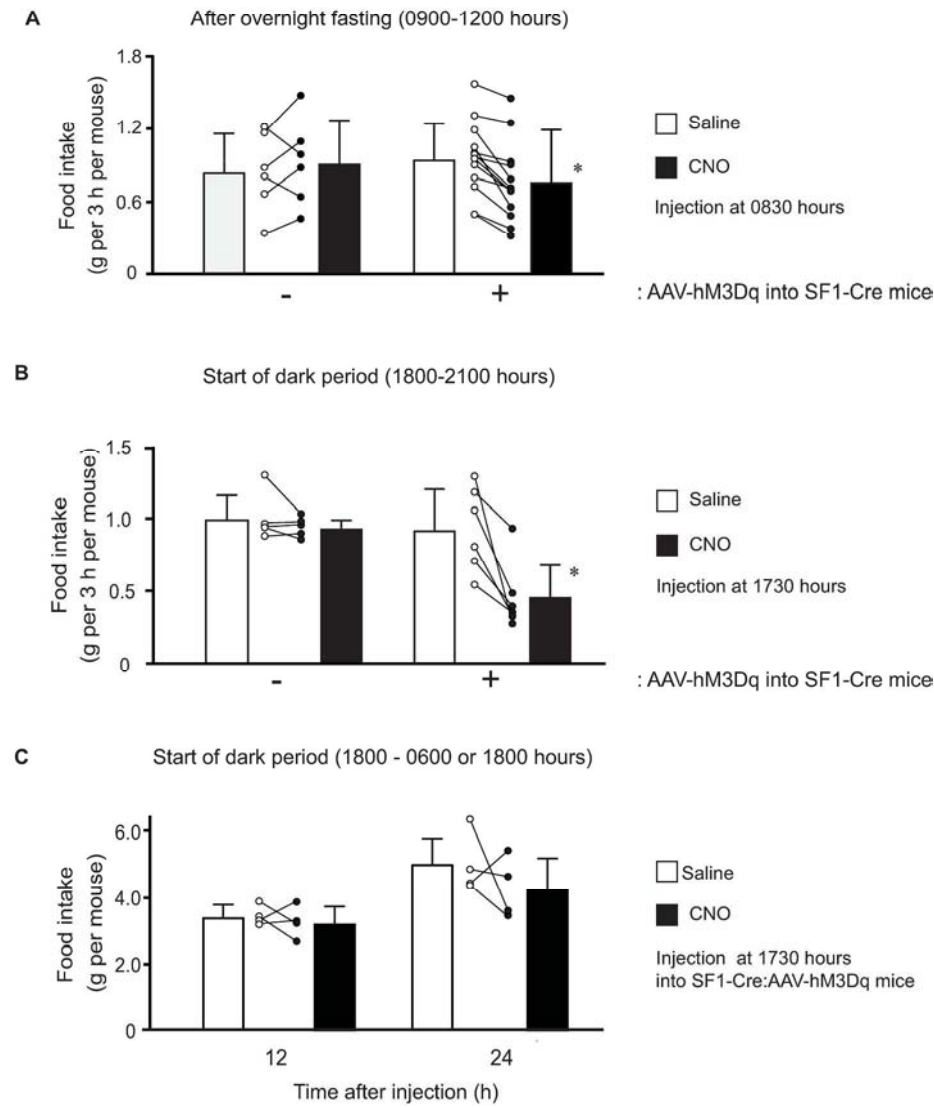 A
After overnight fasting (0900-1200 hours)
Food intake
(g per 3 h per mouse)
1.8
1.2
0.6
0
*
- +
Saline
CNO
Injection at 0830 hours
: AAV-hM3Dq into SF1-Cre mice
B
Start of dark period (1800-2100 hours)
Food intake
(g per 3 h per mouse)
1.5
1.0
0.5
0
*
- +
Saline
CNO
Injection at 1730 hours
: AAV-hM3Dq into SF1-Cre mice
C
Start of dark period (1800 - 0600 or 1800 hours)
Food intake
(g per mouse)
6.0
4.0
2.0
0
12 24
Time after injection (h)
Saline
CNO
Injection at 1730 hours
into SF1-Cre:AAV-hM3Dq mice